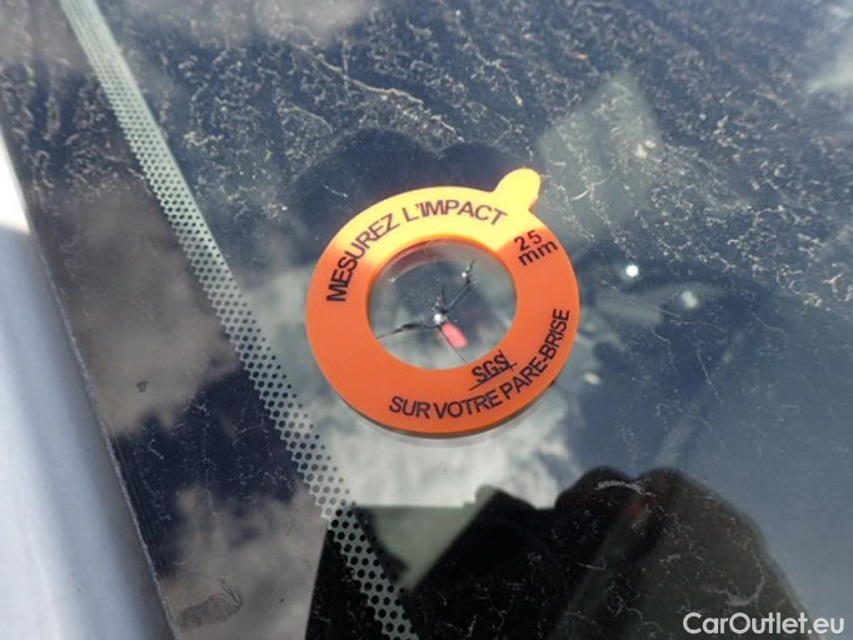 MESUREZ L'IMPACT
25
mm
SGS
SUR VOTRE PARE-BRISE
CarOutlet.eu